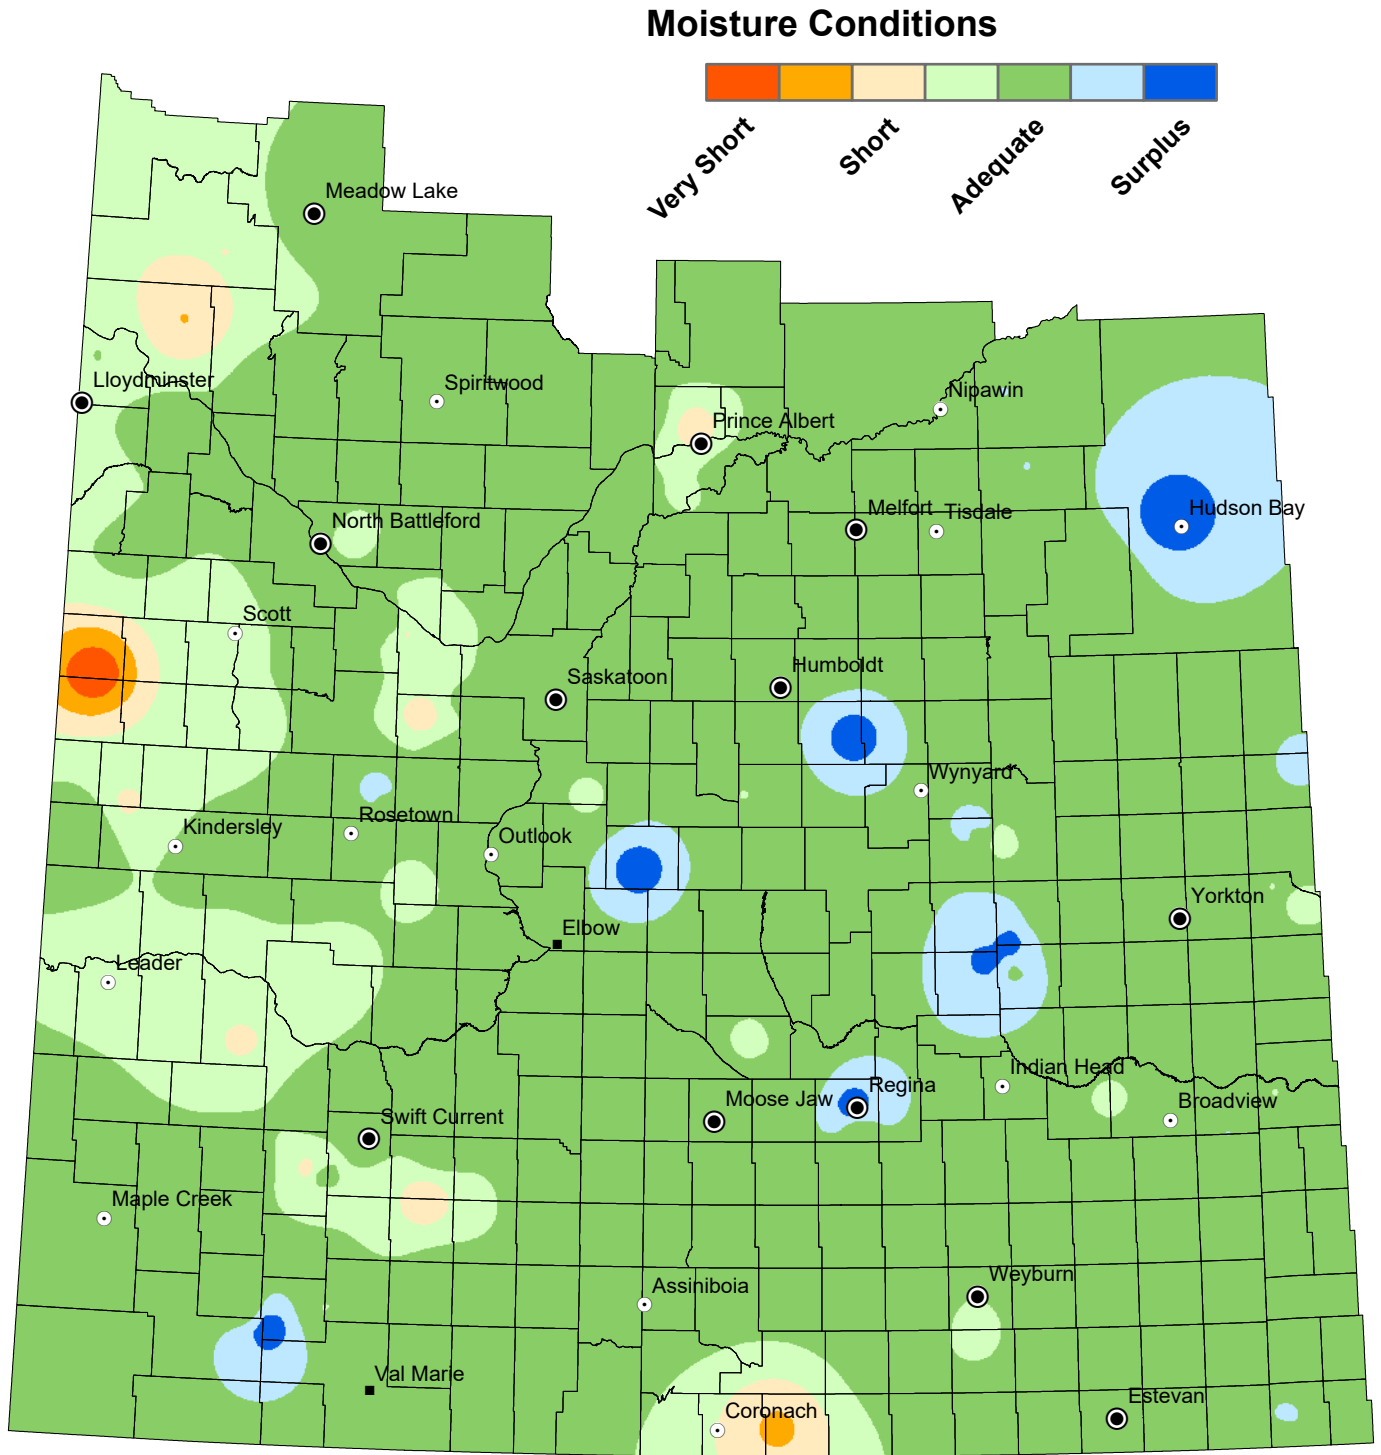 Moisture Conditions
Very Short
Short
Adequate
Surplus
Meadow Lake
Lloydminster
Spiritwood
Nipawin
Prince Albert
North Battleford
Melfort
Tisdale
Hudson Bay
Scott
Saskatoon
Humboldt
Wynyard
Rosetown
Kindersley
Outlook
Yorkton
Elbow
Leader
Indian Head
Regina
Moose Jaw
Broadview
Swift Current
Maple Creek
Weyburn
Assiniboia
Val Marie
Estevan
Coronach